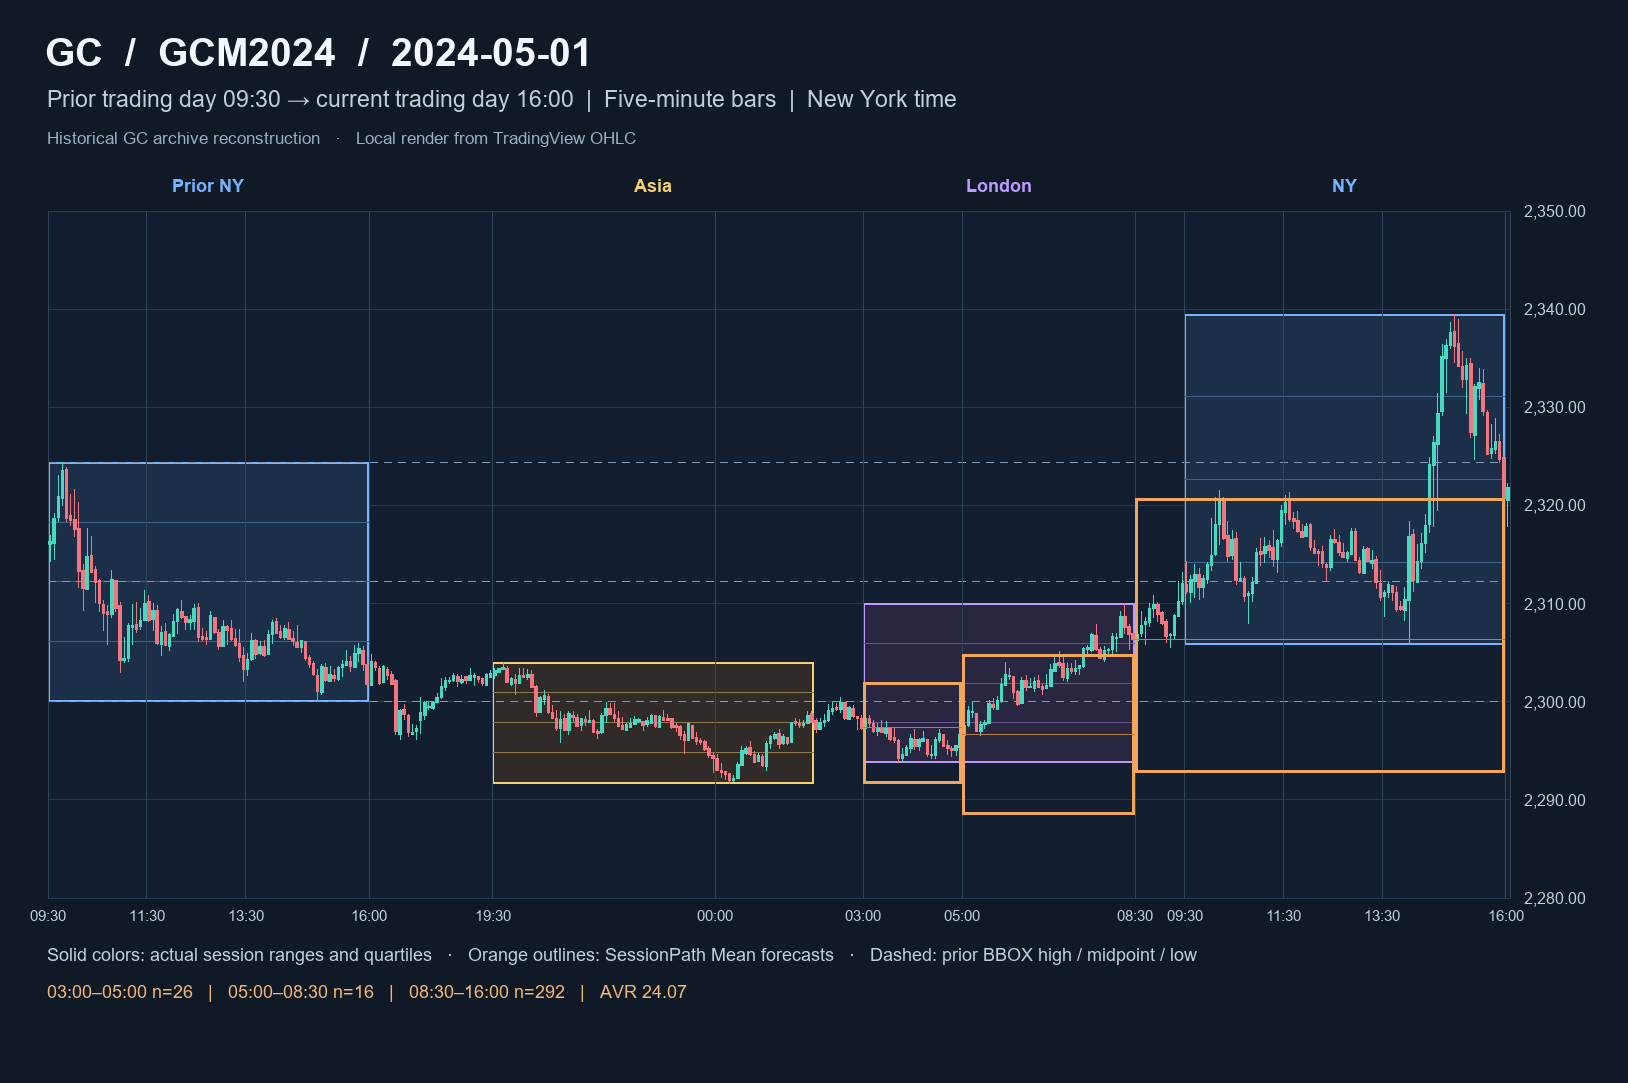 GC / GCM2024 / 2024-05-01
Prior trading day 09:30 → current trading day 16:00 | Five-minute bars | New York time
Historical GC archive reconstruction · Local render from TradingView OHLC
Prior NY Asia London NY
2,350.00
2,340.00
2,330.00
2,320.00
2,310.00
2,300.00
2,290.00
2,280.00
09:30 11:30 13:30 16:00 19:30 00:00 03:00 05:00 08:30 09:30 11:30 13:30 16:00
Solid colors: actual session ranges and quartiles · Orange outlines: SessionPath Mean forecasts · Dashed: prior BBOX high / midpoint / low
03:00–05:00 n=26 | 05:00–08:30 n=16 | 08:30–16:00 n=292 | AVR 24.07